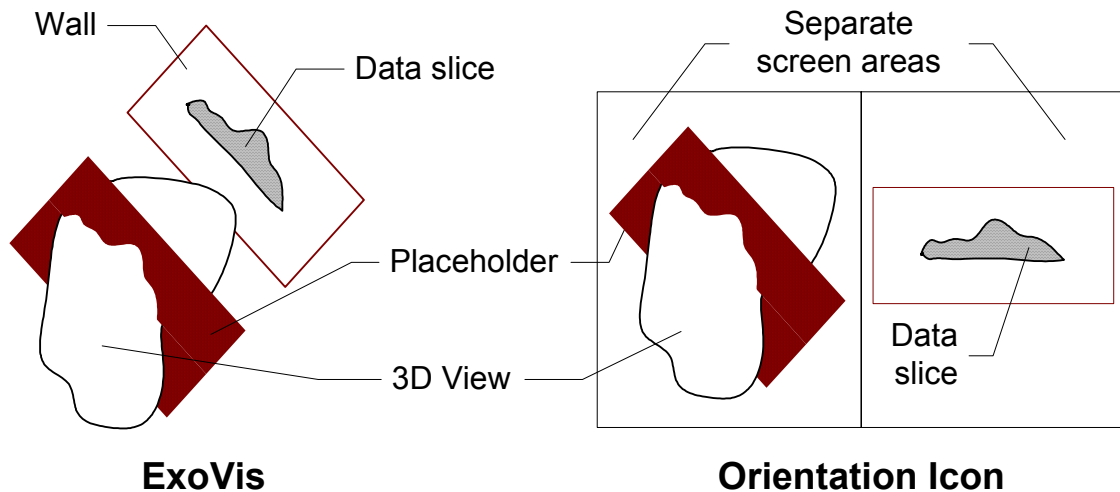 Wall
Data slice
Separate
screen areas
Placeholder
3D View
Data
slice
ExoVis
Orientation Icon